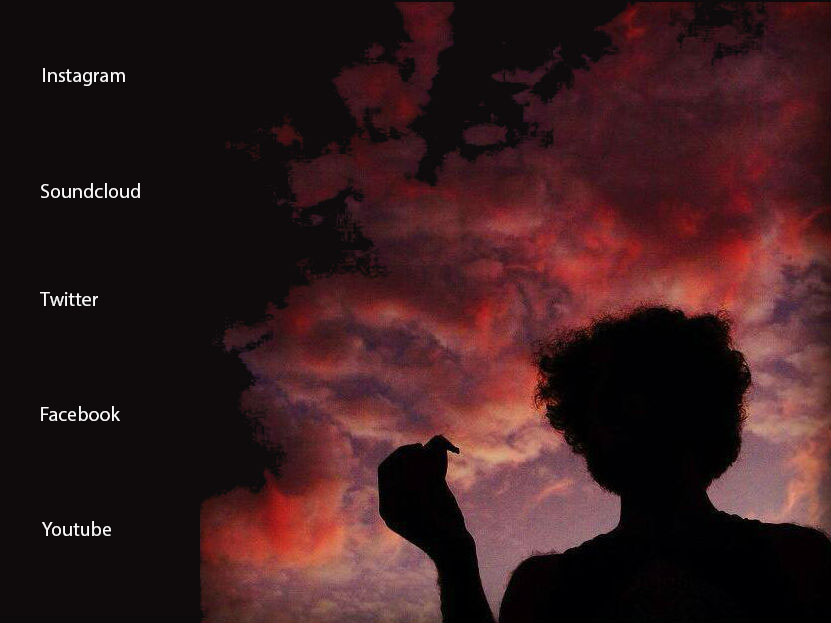 Instagram
Soundcloud
Twitter
Facebook
Youtube